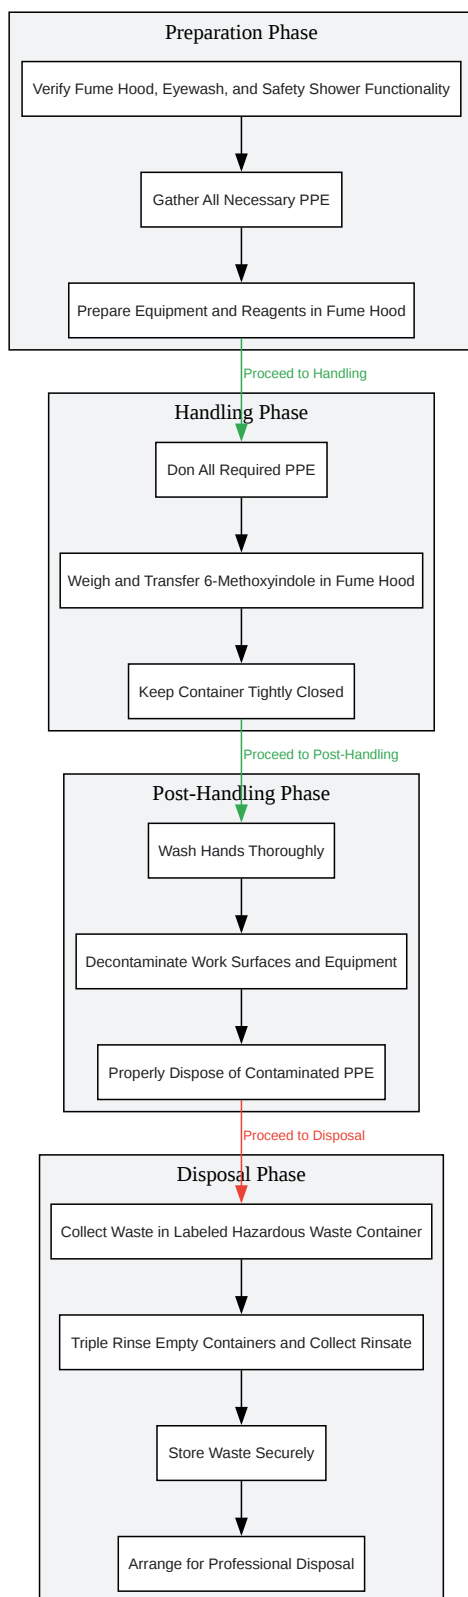 Preparation Phase
Verify Fume Hood, Eyewash, and Safety Shower Functionality
Gather All Necessary PPE
Prepare Equipment and Reagents in Fume Hood
Proceed to Handling
Handling Phase
Don All Required PPE
Weigh and Transfer 6-Methoxyindole in Fume Hood
Keep Container Tightly Closed
Proceed to Post-Handling
Post-Handling Phase
Wash Hands Thoroughly
Decontaminate Work Surfaces and Equipment
Properly Dispose of Contaminated PPE
Proceed to Disposal
Disposal Phase
Collect Waste in Labeled Hazardous Waste Container
Triple Rinse Empty Containers and Collect Rinsate
Store Waste Securely
Arrange for Professional Disposal